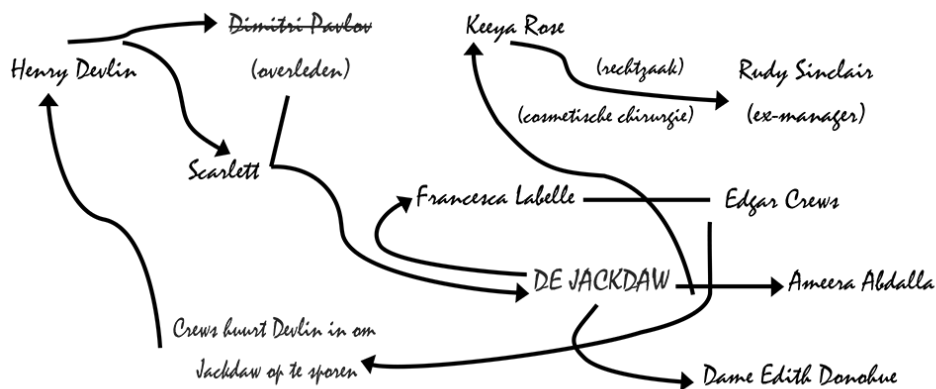 Dimitri Pavlov
Keeya Rose
Henry Devlin
(overleden)
(rechtzaak)
Rudy Sinclair
(cosmetische chirurgie)
(ex-manager)
Scarlett
Francesca Labelle
Edgar Crews
DE JACKDAW
Ameera Abdalla
Crews huurt Devlin in om
Jackdaw op te sporen
Dame Edith Donohue